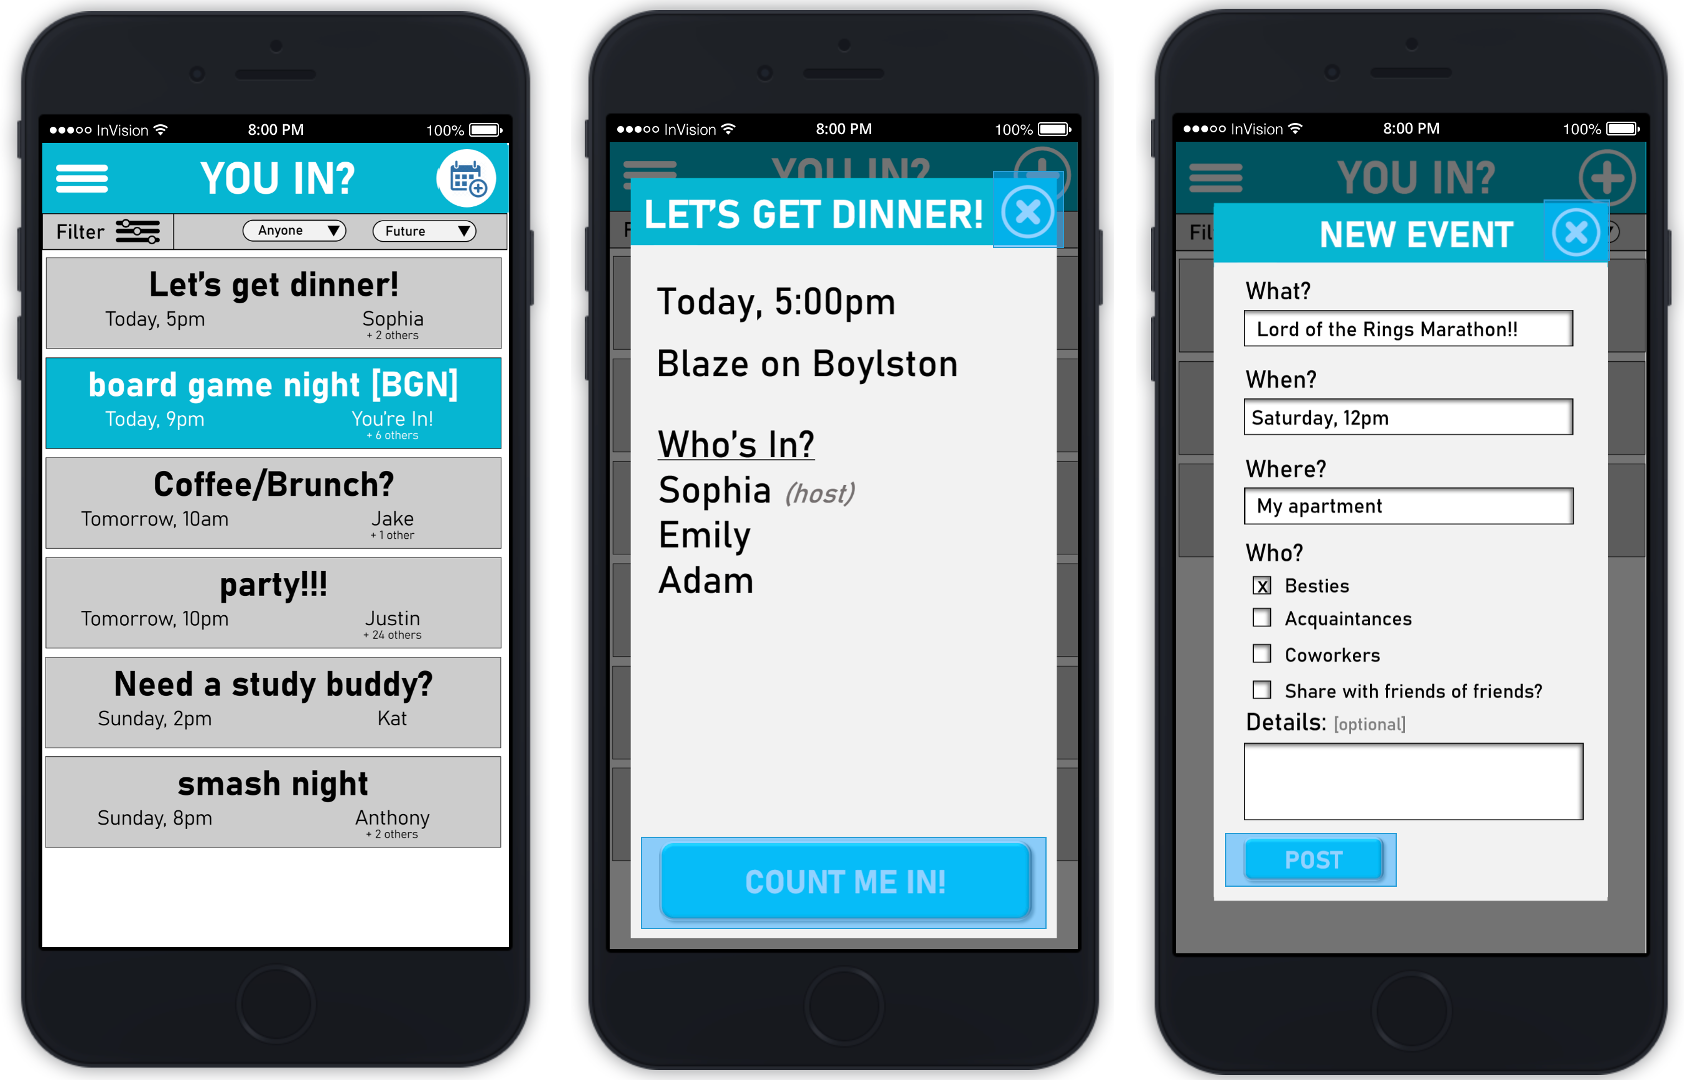 InVision 8:00 PM 100%
YOU IN?
Filter Anyone Future
Let's get dinner!
Today, 5pm Sophia
+ 2 others
board game night [BGN]
Today, 9pm You're In!
+ 6 others
Coffee/Brunch?
Tomorrow, 10am Jake
+ 1 other
party!!!
Tomorrow, 10pm Justin
+ 24 others
Need a study buddy?
Sunday, 2pm Kat
smash night
Sunday, 8pm Anthony
+ 2 others
InVision 8:00 PM 100%
YOU IN?
LET'S GET DINNER!
Today, 5:00pm
Blaze on Boylston
Who's In?
Sophia (host)
Emily
Adam
COUNT ME IN!
InVision 8:00 PM 100%
YOU IN?
Fil
NEW EVENT
What?
Lord of the Rings Marathon!!
When?
Saturday, 12pm
Where?
My apartment
Who?
x Besties
Acquaintances
Coworkers
Share with friends of friends?
Details: [optional]
POST